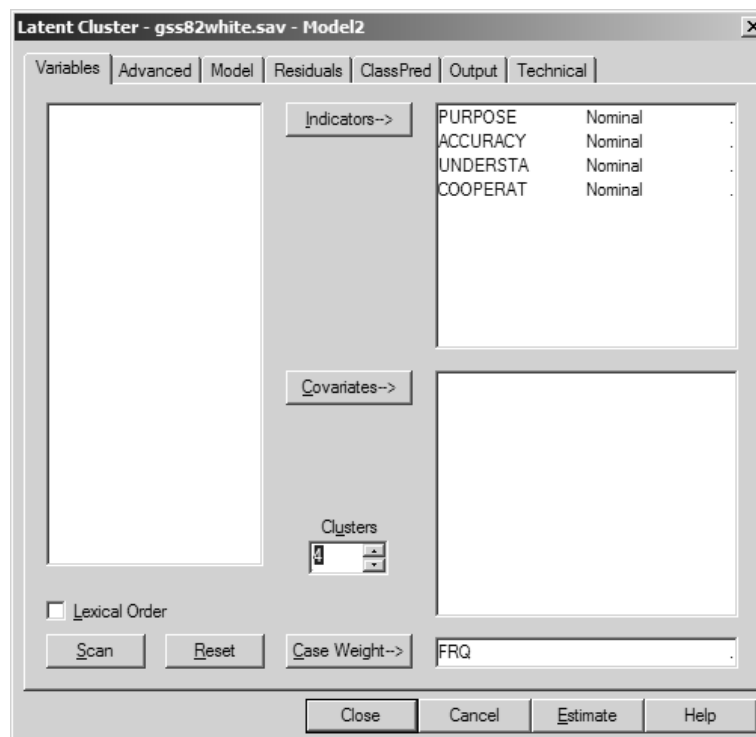 Latent Cluster - gss82white.sav - Model2
Variables Advanced Model Residuals ClassPred Output Technical
Indicators-->
PURPOSE Nominal .
ACCURACY Nominal .
UNDERSTA Nominal .
COOPERAT Nominal .
Covariates-->
Clusters
4
Lexical Order
Scan Reset Case Weight--> FRQ .
Close Cancel Estimate Help